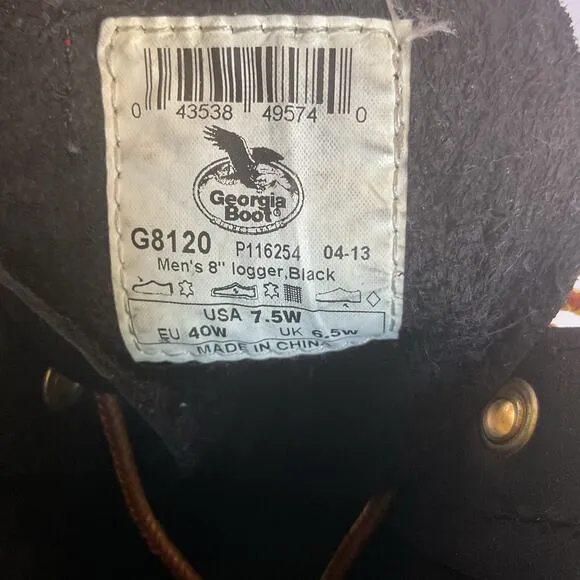 0 43538 49574 0
Georgia
Boot®
G8120 P116254 04-13
Men's 8" logger,Black
USA 7.5W
EU 40W UK 6.5W
MADE IN CHINA